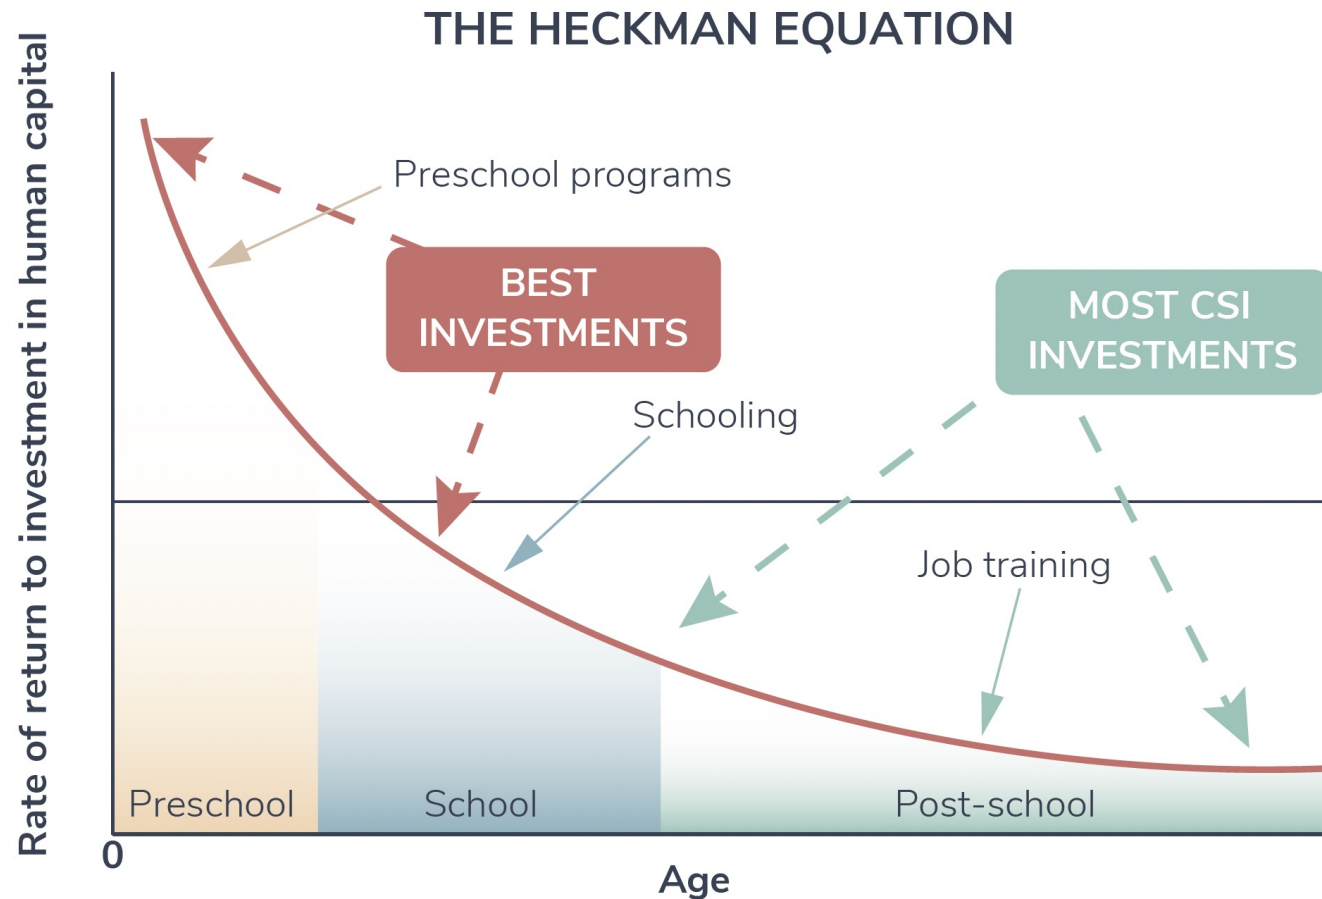 THE HECKMAN EQUATION
Rate of return to investment in human capital
Preschool programs
BEST
INVESTMENTS
MOST CSI
INVESTMENTS
Schooling
Job training
Preschool
School
Post-school
0
Age